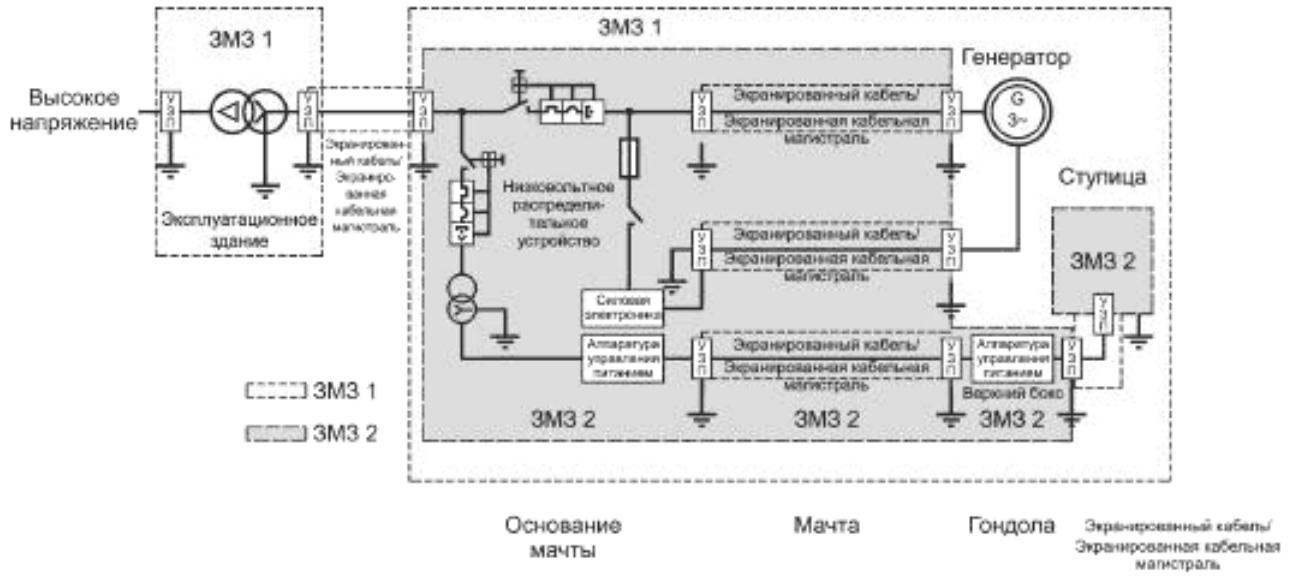 ЗМЗ 1
ЗМЗ 1
Генератор
Высокое
напряжение
УЗП
УЗП
УЗП
УЗП
Экранированный кабель/
Экранированная кабельная
магистраль
УЗП
G
3~
Экранирован-
ный кабель/
Экраниро-
ванная
кабельная
магистраль
Эксплуатационное
здание
Низковольтное
распредели-
тельное
устройство
Ступица
ЗМЗ 2
УЗП
УЗП
Экранированный кабель/
Экранированная кабельная
магистраль
УЗП
Силовая
электроника
Аппаратура
управления
питанием
УЗП
Экранированный кабель/
Экранированная кабельная
магистраль
УЗП
Аппаратура
управления
питанием
УЗП
Верхний бокс
ЗМЗ 1
ЗМЗ 2
ЗМЗ 2
ЗМЗ 2
ЗМЗ 2
Основание
мачты
Мачта
Гондола
Экранированный кабель/
Экранированная кабельная
магистраль